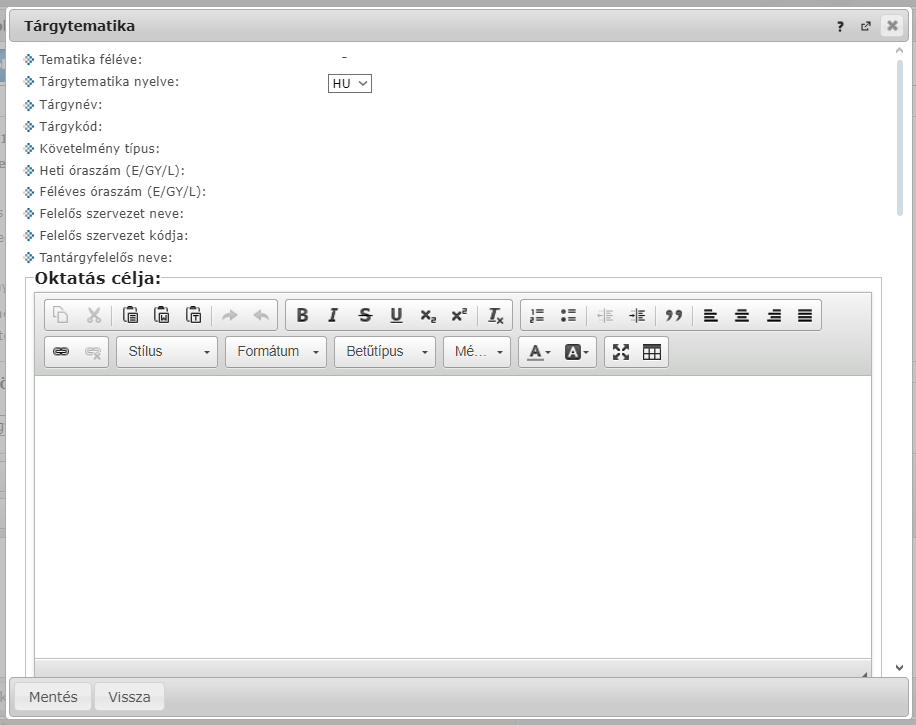 Tárgytematika
Tematika féléve: -
Tárgytematika nyelve: HU
Tárgynév:
Tárgykód:
Követelmény típus:
Heti óraszám (E/GY/L):
Féléves óraszám (E/GY/L):
Felelős szervezet neve:
Felelős szervezet kódja:
Tantárgyfelelős neve:
Oktatás célja:
Stílus Formátum Betűtípus Mé...
Mentés Vissza